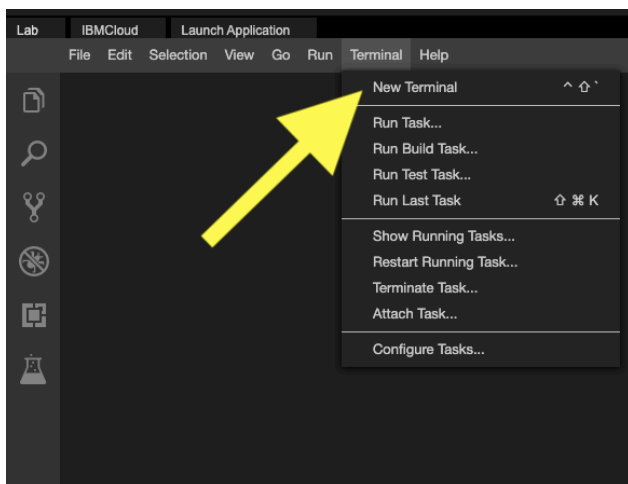 Lab IBMCloud Launch Application
File Edit Selection View Go Run Terminal Help
New Terminal ^ ⇧ `
Run Task...
Run Build Task...
Run Test Task...
Run Last Task ⇧ ⌘ K
Show Running Tasks...
Restart Running Task...
Terminate Task...
Attach Task...
Configure Tasks...